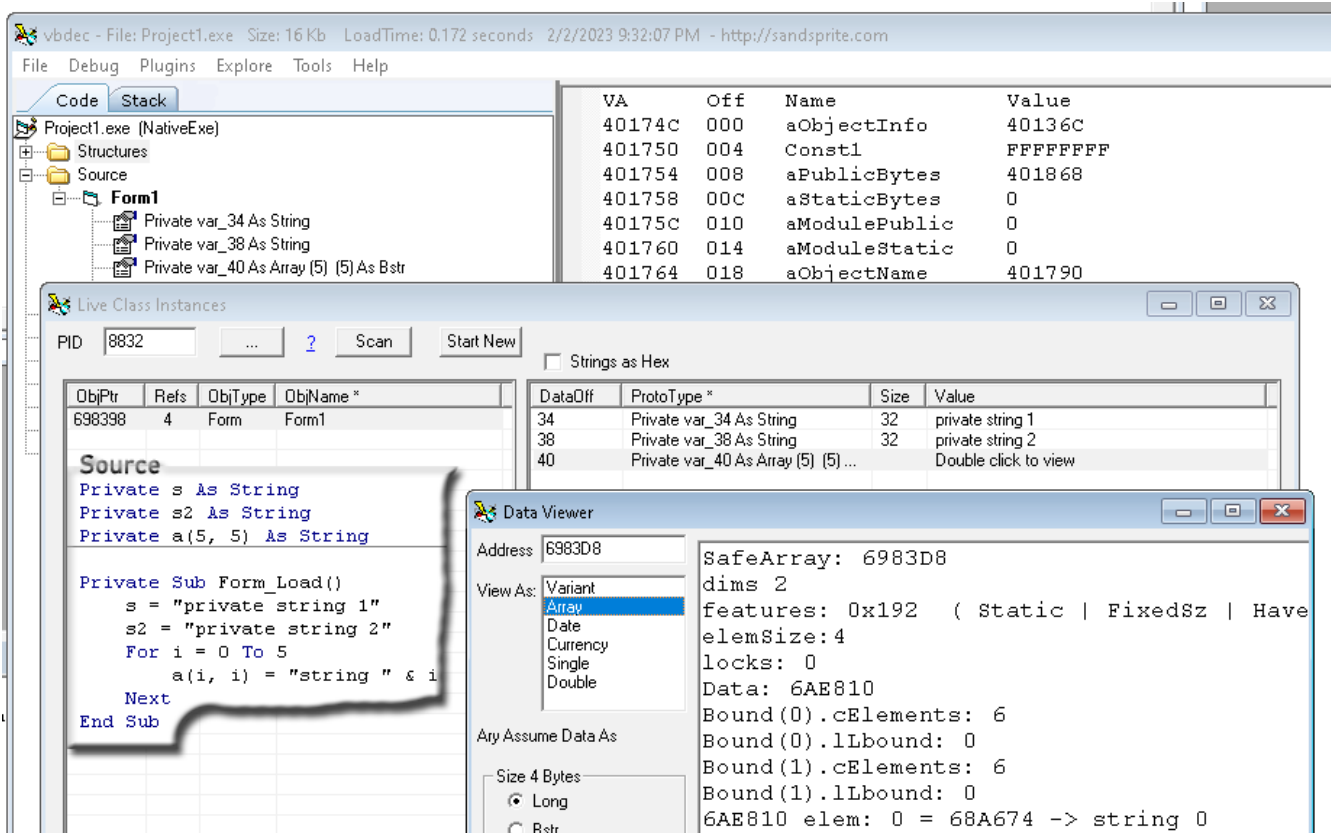 vbdec - File: Project1.exe Size: 16 Kb LoadTime: 0.172 seconds 2/2/2023 9:32:07 PM - http://sandsprite.com
File Debug Plugins Explore Tools Help
Code Stack
Project1.exe (NativeExe)
Structures
Source
Form1
Private var_34 As String
Private var_38 As String
Private var_40 As Array (5) (5) As Bstr
VA Off Name Value
40174C 000 aObjectInfo 40136C
401750 004 Const1 FFFFFFFF
401754 008 aPublicBytes 401868
401758 00C aStaticBytes 0
40175C 010 aModulePublic 0
401760 014 aModuleStatic 0
401764 018 aObjectName 401790
Live Class Instances
PID 8832 ... ? Scan Start New
Strings as Hex
ObjPtr Refs ObjType ObjName *
698398 4 Form Form1
DataOff ProtoType * Size Value
34 Private var_34 As String 32 private string 1
38 Private var_38 As String 32 private string 2
40 Private var_40 As Array (5) (5) ... Double click to view
Source
Private s As String
Private s2 As String
Private a(5, 5) As String
Private Sub Form_Load()
s = "private string 1"
s2 = "private string 2"
For i = 0 To 5
a(i, i) = "string " & i
Next
End Sub
Data Viewer
Address 6983D8
View As: Variant
Array
Date
Currency
Single
Double
Ary Assume Data As
Size 4 Bytes
Long
Bstr
SafeArray: 6983D8
dims 2
features: 0x192 ( Static | FixedSz | Have
elemSize:4
locks: 0
Data: 6AE810
Bound(0).cElements: 6
Bound(0).lLbound: 0
Bound(1).cElements: 6
Bound(1).lLbound: 0
6AE810 elem: 0 = 68A674 -> string 0